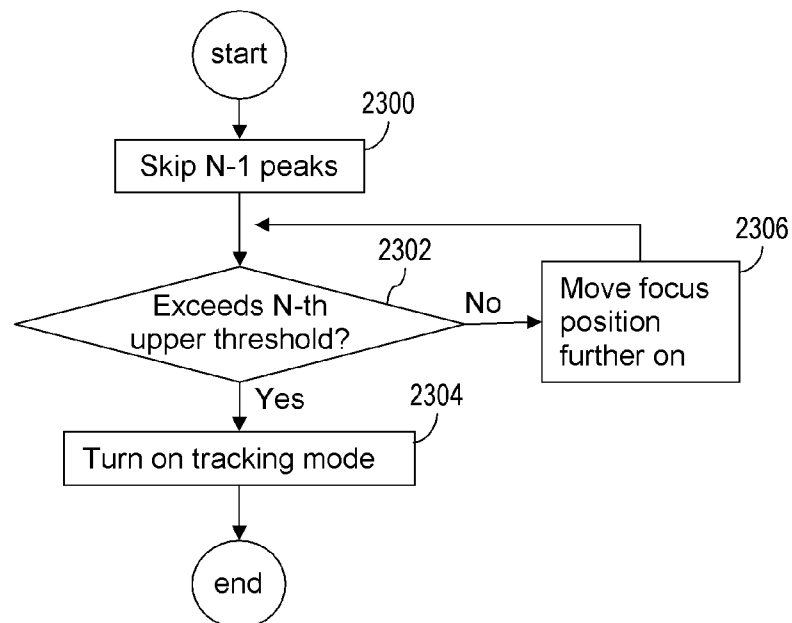 start
2300
Skip N-1 peaks
2306
2302
Exceeds N-th
upper threshold?
No
Move focus
position
further on
Yes
2304
Turn on tracking mode
end